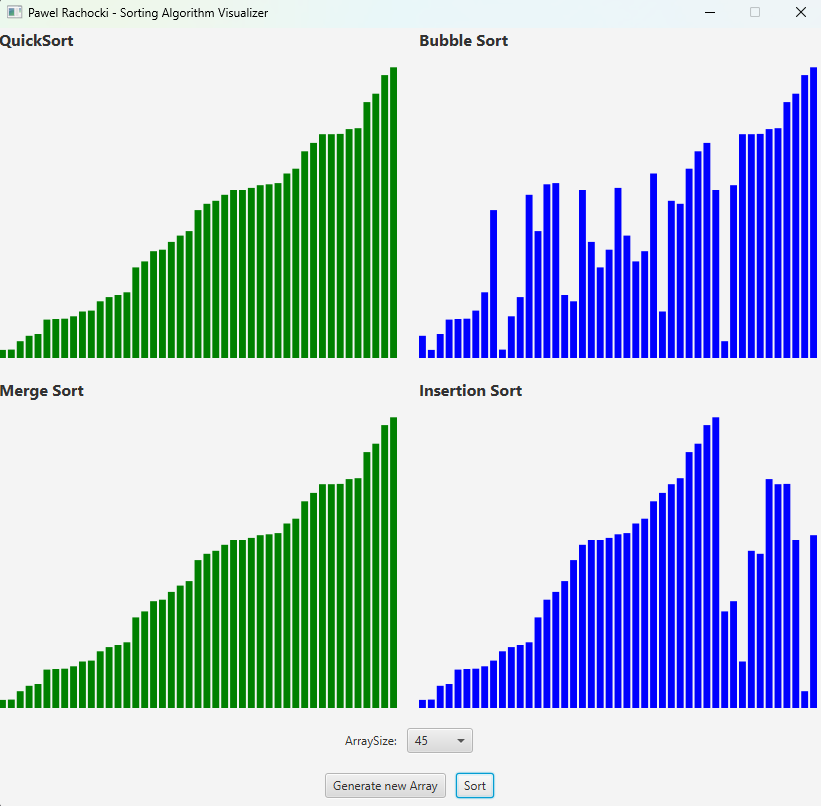 Pawel Rachocki - Sorting Algorithm Visualizer
QuickSort
Bubble Sort
Merge Sort
Insertion Sort
ArraySize: 45
Generate new Array Sort